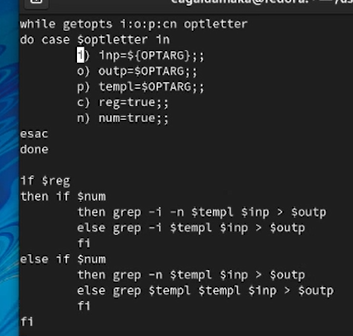 while getopts i:o:p:cn optletter
do case $optletter in
i) inp=${OPTARG};;
o) outp=$OPTARG;;
p) templ=$OPTARG;;
c) reg=true;;
n) num=true;;
esac
done
if $reg
then if $num
then grep -i -n $templ $inp > $outp
else grep -i $templ $inp > $outp
fi
else if $num
then grep -n $templ $inp > $outp
else grep $templ $templ $inp > $outp
fi
fi